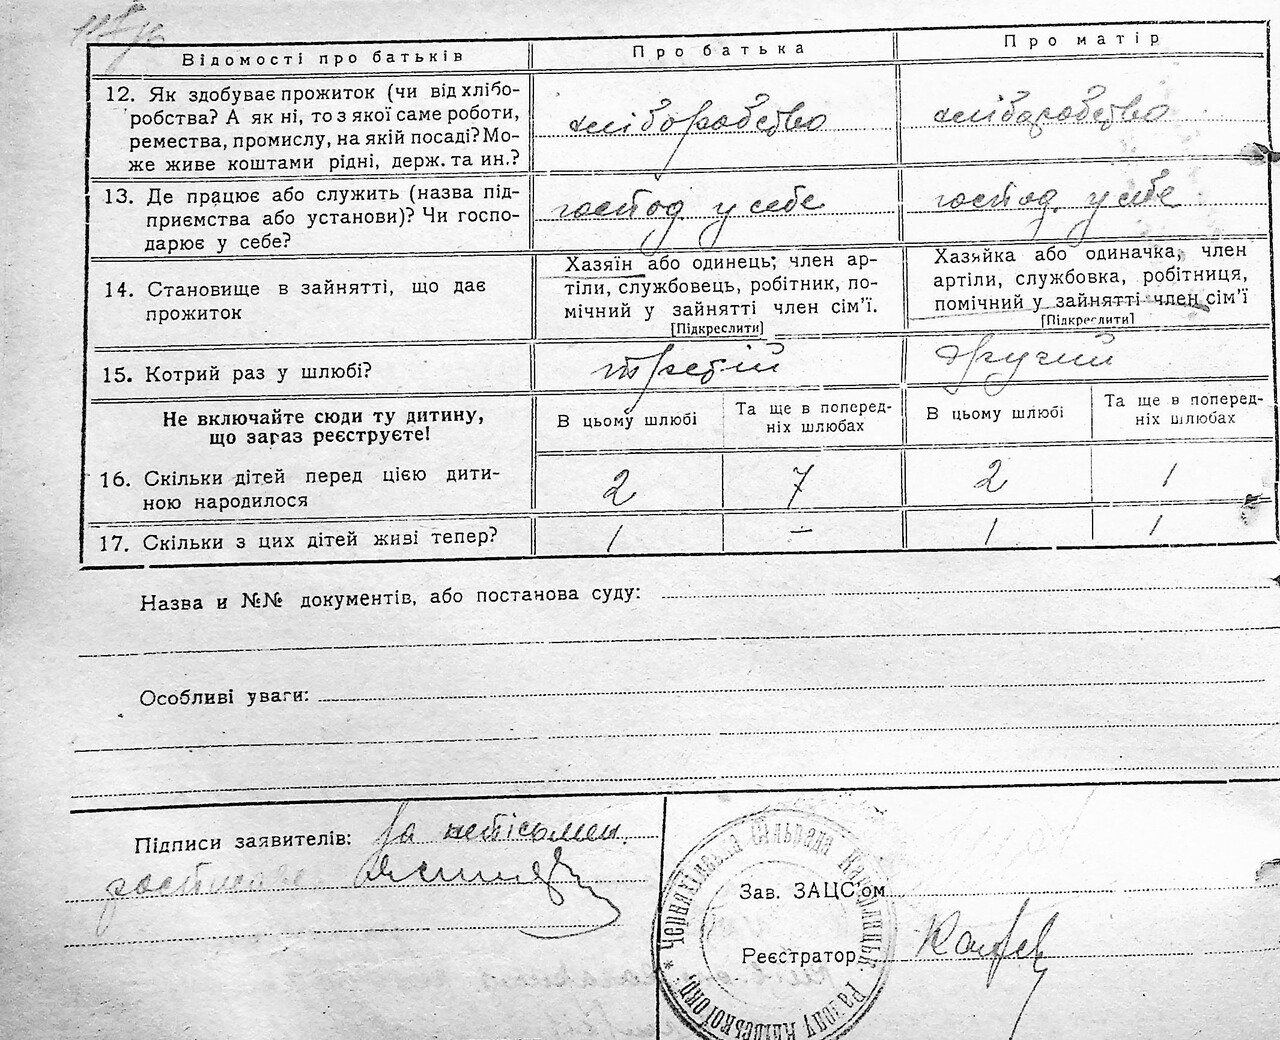 Відомості про батьків
Про батька
Про матір
12. Як здобуває прожиток (чи від хлібо-
робства? А як ні, то з якої саме роботи,
ремества, промислу, на якій посаді? Мо-
же живе коштами рідні, держ. та ин.?
хліборобство
хліборобство
13. Де працює або служить (назва під-
приємства або установи)? Чи госпо-
дарює у себе?
господ у себе
господ. у себе
14. Становище в зайнятті, що дає
прожиток
Хазяїн або одинець; член ар-
тіли, службовець, робітник, по-
мічний у зайнятті член сім'ї.
[Підкреслити]
Хазяйка або одиначка, член
артіли, службовка, робітниця,
помічний у зайнятті член сім'ї
[Підкреслити]
15. Котрий раз у шлюбі?
третій
другий
Не включайте сюди ту дитину,
що зараз реєструєте!
В цьому шлюбі
Та ще в поперед-
ніх шлюбах
В цьому шлюбі
Та ще в поперед-
ніх шлюбах
16. Скільки дітей перед цією дити-
ною народилося
2
7
2
1
17. Скільки з цих дітей живі тепер?
1
—
1
1
Назва и №№ документів, або постанова суду:
Особливі уваги:
Підписи заявителів: За непісьмен.
Зав. ЗАЦС'ом
Реєстратор
Сільрада